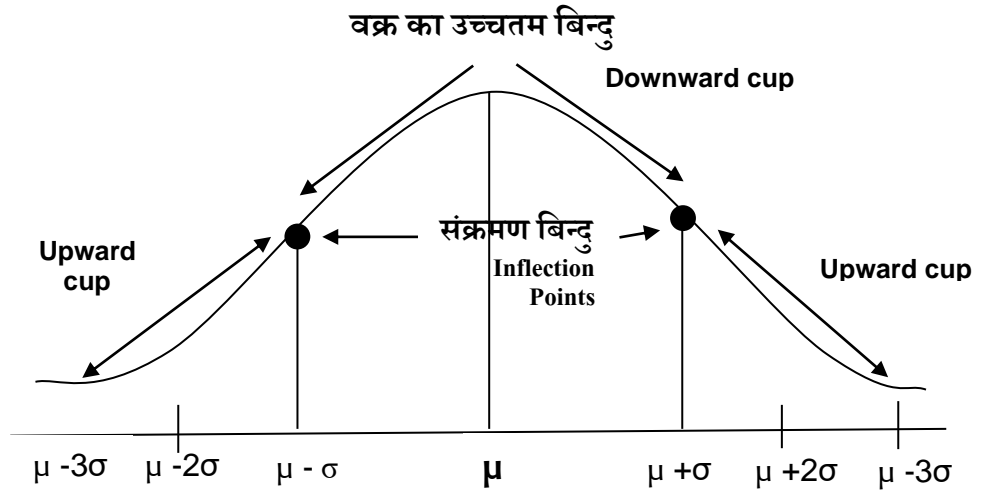 वक्र का उच्चतम बिन्दु
Downward cup
संक्रमण बिन्दु
Inflection
Points
Upward
cup
Upward cup
μ -3σ μ -2σ μ - σ μ μ +σ μ +2σ μ -3σ